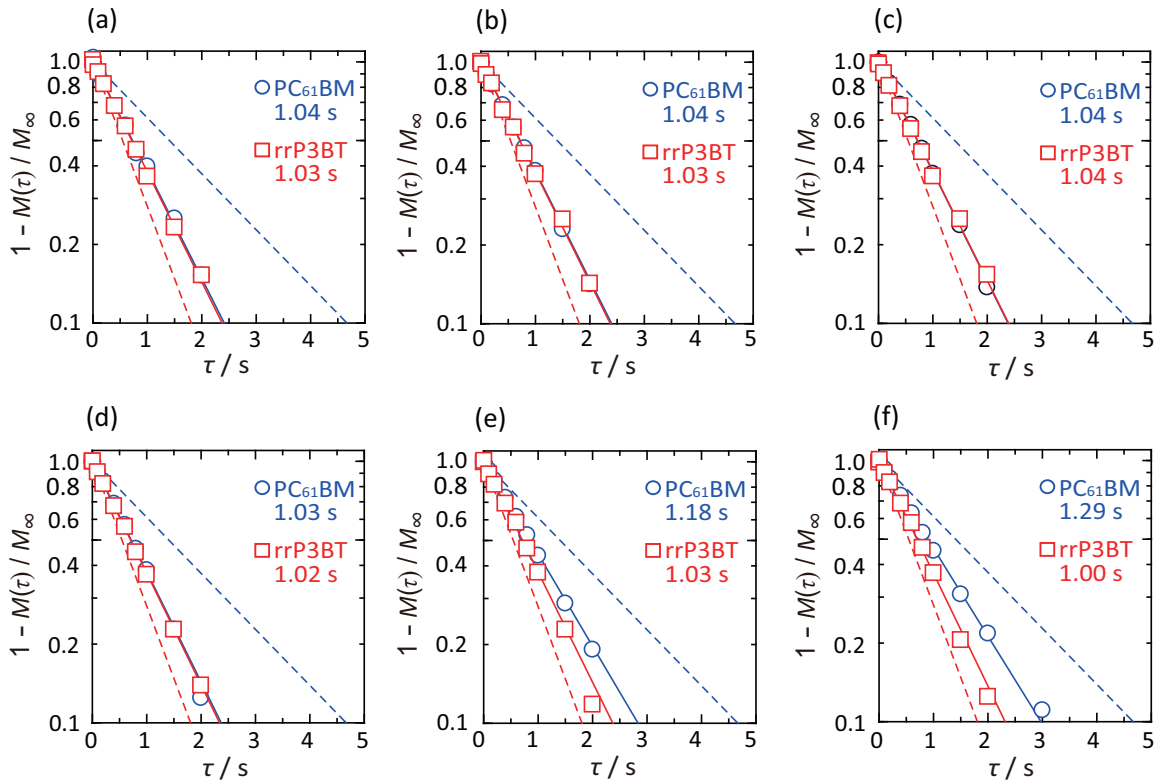 (a)
1 - M(τ) / M∞
1.0
0.8
0.6
0.4
0.2
0.1
PC₆₁BM
1.04 s
rrP3BT
1.03 s
0 1 2 3 4 5
τ / s
(b)
1 - M(τ) / M∞
1.0
0.8
0.6
0.4
0.2
0.1
PC₆₁BM
1.04 s
rrP3BT
1.03 s
0 1 2 3 4 5
τ / s
(c)
1 - M(τ) / M∞
1.0
0.8
0.6
0.4
0.2
0.1
PC₆₁BM
1.04 s
rrP3BT
1.04 s
0 1 2 3 4 5
τ / s
(d)
1 - M(τ) / M∞
1.0
0.8
0.6
0.4
0.2
0.1
PC₆₁BM
1.03 s
rrP3BT
1.02 s
0 1 2 3 4 5
τ / s
(e)
1 - M(τ) / M∞
1.0
0.8
0.6
0.4
0.2
0.1
PC₆₁BM
1.18 s
rrP3BT
1.03 s
0 1 2 3 4 5
τ / s
(f)
1 - M(τ) / M∞
1.0
0.8
0.6
0.4
0.2
0.1
PC₆₁BM
1.29 s
rrP3BT
1.00 s
0 1 2 3 4 5
τ / s